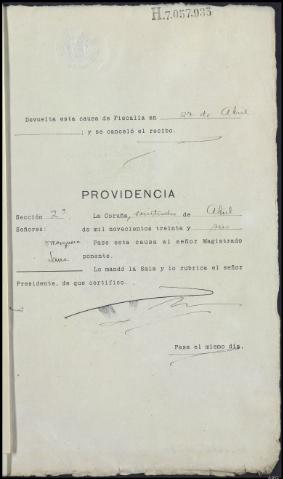 H.7.057.935
Devuelta esta causa de Fiscalía en 27 de Abril
; y se canceló el recibo.
PROVIDENCIA
Sección 2ª La Coruña, veintiocho de Abril
Señores: de mil novecientos treinta y seis
Pase esta causa al señor Magistrado
ponente.
Lo mandó la Sala y lo rubrica el señor
Presidente, de que certifico.
Pasa el mismo día.